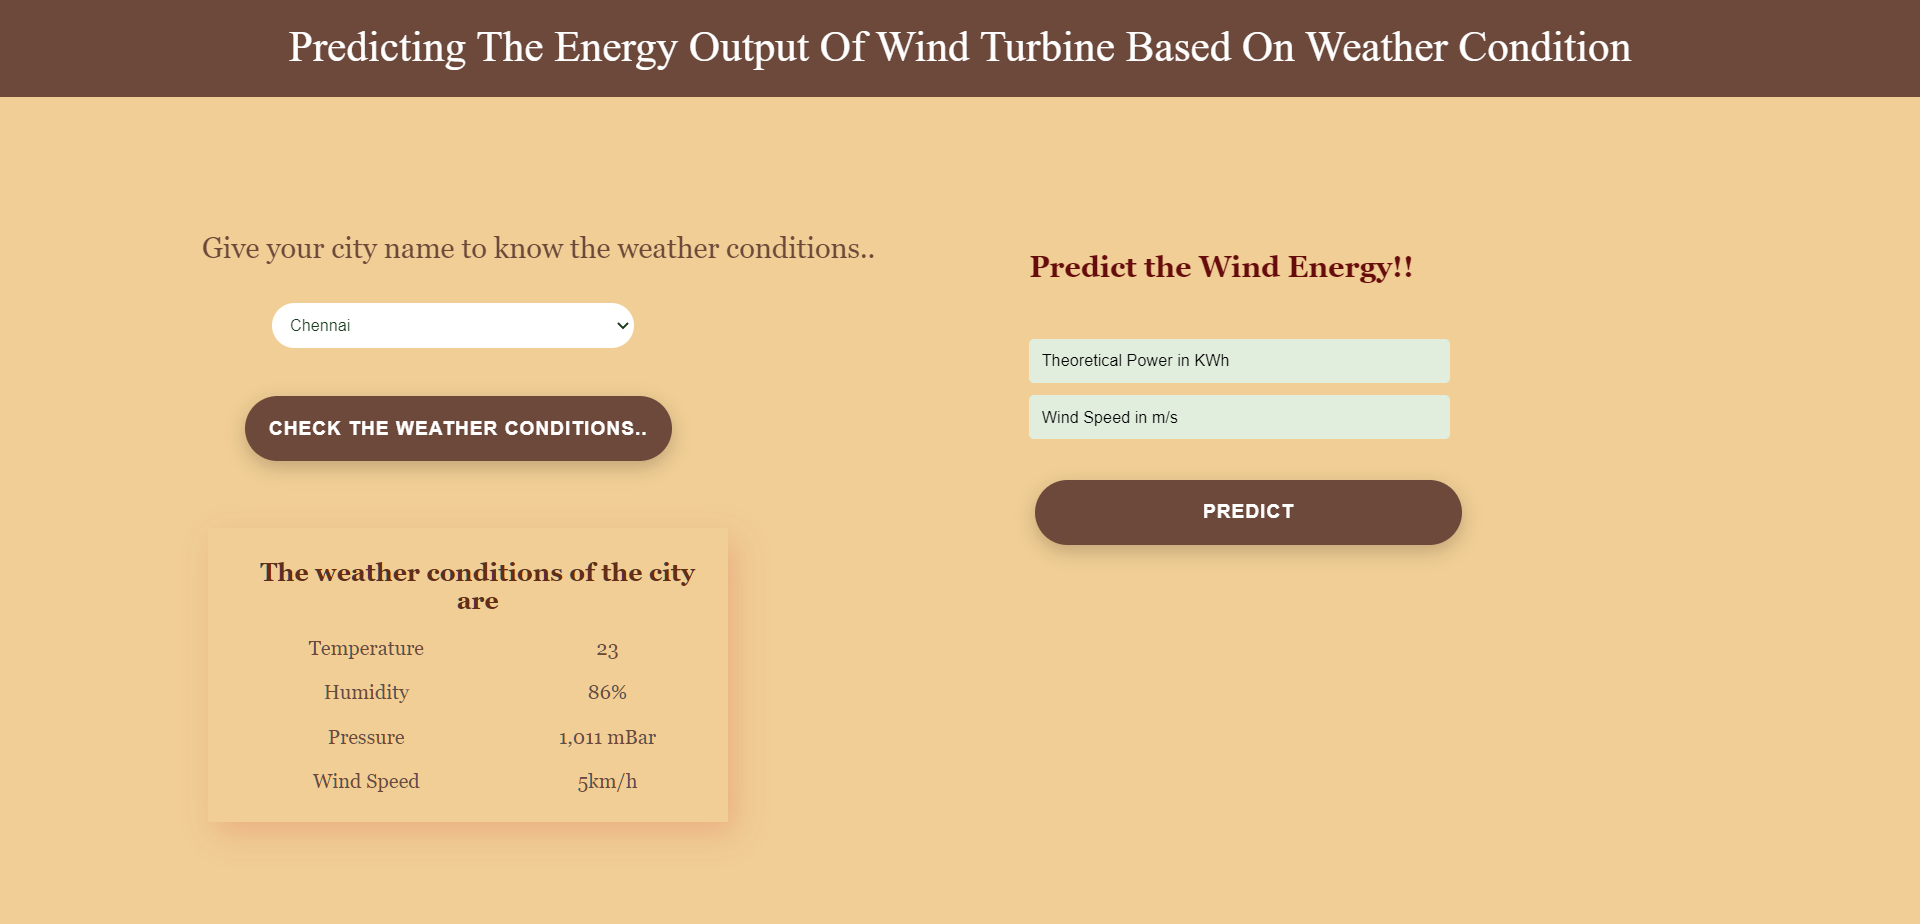 Predicting The Energy Output Of Wind Turbine Based On Weather Condition
Give your city name to know the weather conditions..
Chennai
CHECK THE WEATHER CONDITIONS..
The weather conditions of the city
are
Temperature 23
Humidity 86%
Pressure 1,011 mBar
Wind Speed 5km/h
Predict the Wind Energy!!
Theoretical Power in KWh
Wind Speed in m/s
PREDICT